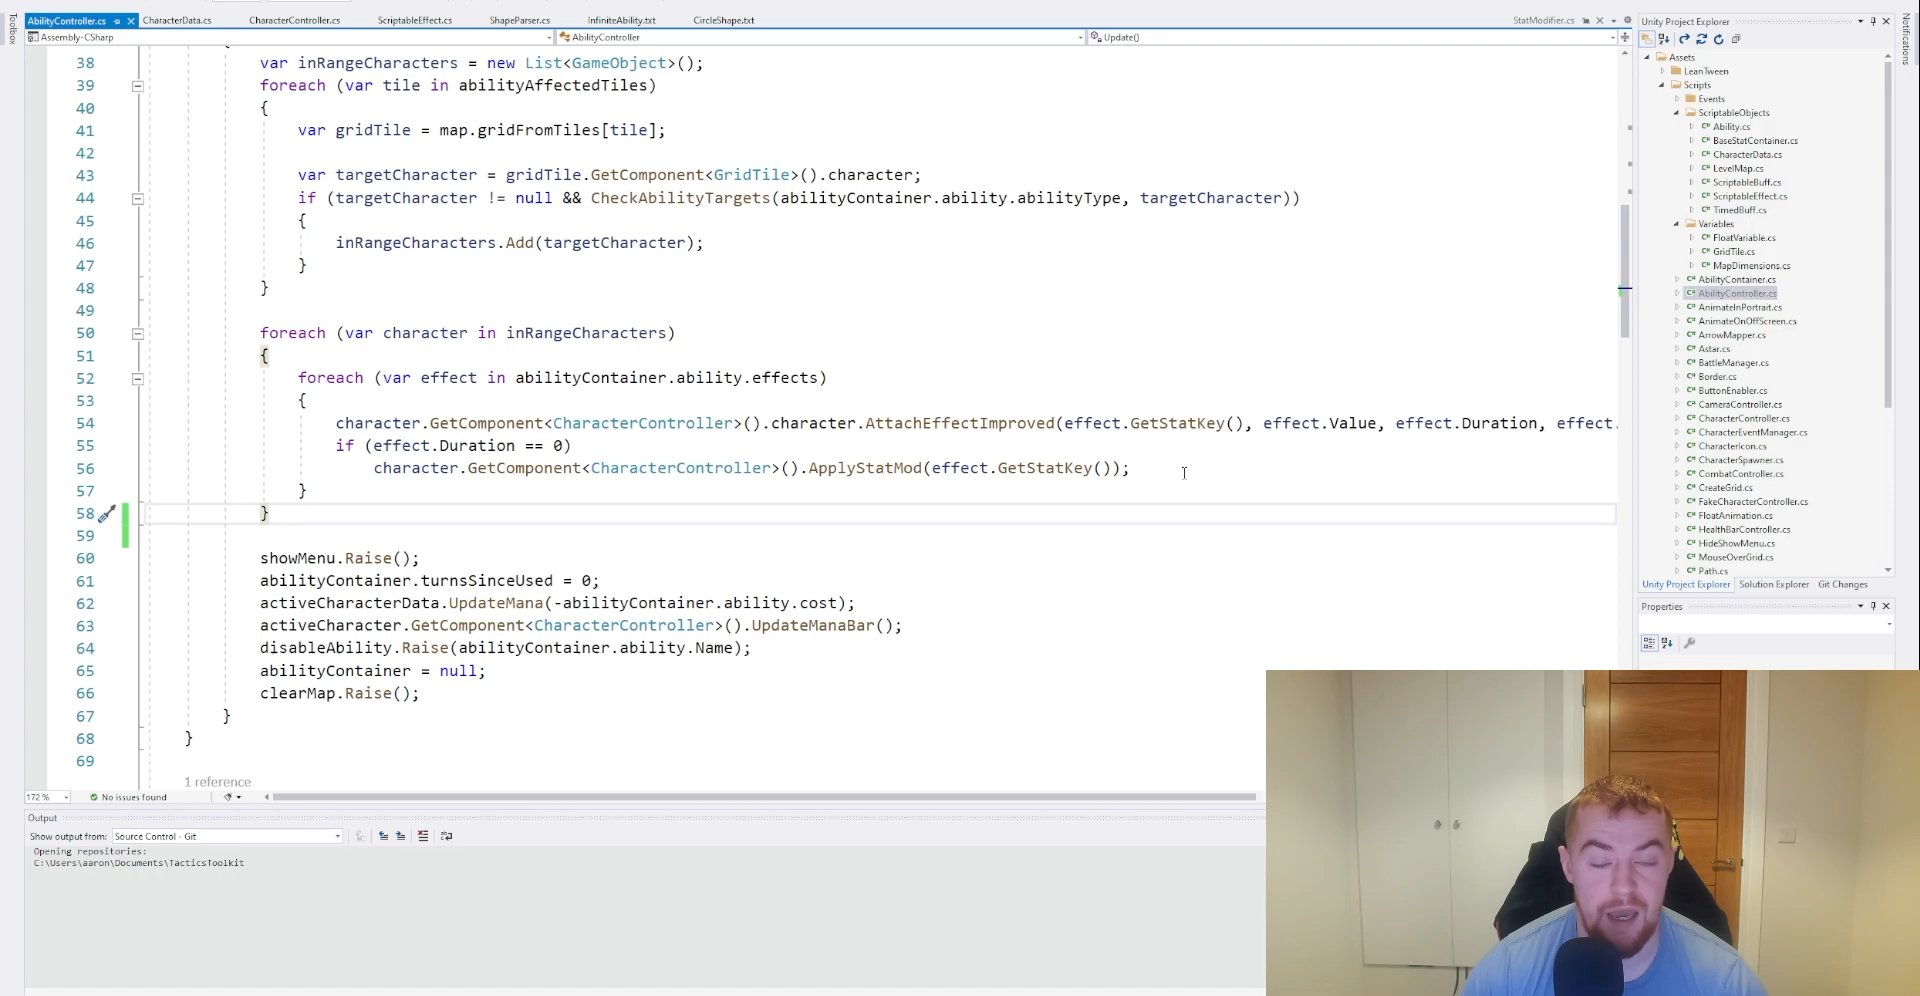 AbilityController.cs
CharacterData.cs
CharacterController.cs
ScriptableEffect.cs
ShapeParser.cs
InfiniteAbility.txt
CircleShape.txt
StatModifier.cs
Toolbox
Assembly-CSharp
AbilityController
Update()
38 var inRangeCharacters = new List<GameObject>();
39 foreach (var tile in abilityAffectedTiles)
40 {
41 var gridTile = map.gridFromTiles[tile];
42
43 var targetCharacter = gridTile.GetComponent<GridTile>().character;
44 if (targetCharacter != null && CheckAbilityTargets(abilityContainer.ability.abilityType, targetCharacter))
45 {
46 inRangeCharacters.Add(targetCharacter);
47 }
48 }
49
50 foreach (var character in inRangeCharacters)
51 {
52 foreach (var effect in abilityContainer.ability.effects)
53 {
54 character.GetComponent<CharacterController>().character.AttachEffectImproved(effect.GetStatKey(), effect.Value, effect.Duration, effect.
55 if (effect.Duration == 0)
56 character.GetComponent<CharacterController>().ApplyStatMod(effect.GetStatKey());
57 }
58 }
59
60 showMenu.Raise();
61 abilityContainer.turnsSinceUsed = 0;
62 activeCharacterData.UpdateMana(-abilityContainer.ability.cost);
63 activeCharacter.GetComponent<CharacterController>().UpdateManaBar();
64 disableAbility.Raise(abilityContainer.ability.Name);
65 abilityContainer = null;
66 clearMap.Raise();
67 }
68 }
69
1 reference
172 %
No issues found
Output
Show output from: Source Control - Git
Opening repositories:
C:\Users\aaron\Documents\TacticsToolkit
Unity Project Explorer
Assets
LeanTween
Scripts
Events
ScriptableObjects
C# Ability.cs
C# BaseStatContainer.cs
C# CharacterData.cs
C# LevelMap.cs
C# ScriptableBuff.cs
C# ScriptableEffect.cs
C# TimedBuff.cs
Variables
C# FloatVariable.cs
C# GridTile.cs
C# MapDimensions.cs
C# AbilityContainer.cs
C# AbilityController.cs
C# AnimateInPortrait.cs
C# AnimateOnOffScreen.cs
C# ArrowMapper.cs
C# Astar.cs
C# BattleManager.cs
C# Border.cs
C# ButtonEnabler.cs
C# CameraController.cs
C# CharacterController.cs
C# CharacterEventManager.cs
C# CharacterIcon.cs
C# CharacterSpawner.cs
C# CombatController.cs
C# CreateGrid.cs
C# FakeCharacterController.cs
C# FloatAnimation.cs
C# HealthBarController.cs
C# HideShowMenu.cs
C# MouseOverGrid.cs
C# Path.cs
Unity Project Explorer
Solution Explorer
Git Changes
Properties
Notifications